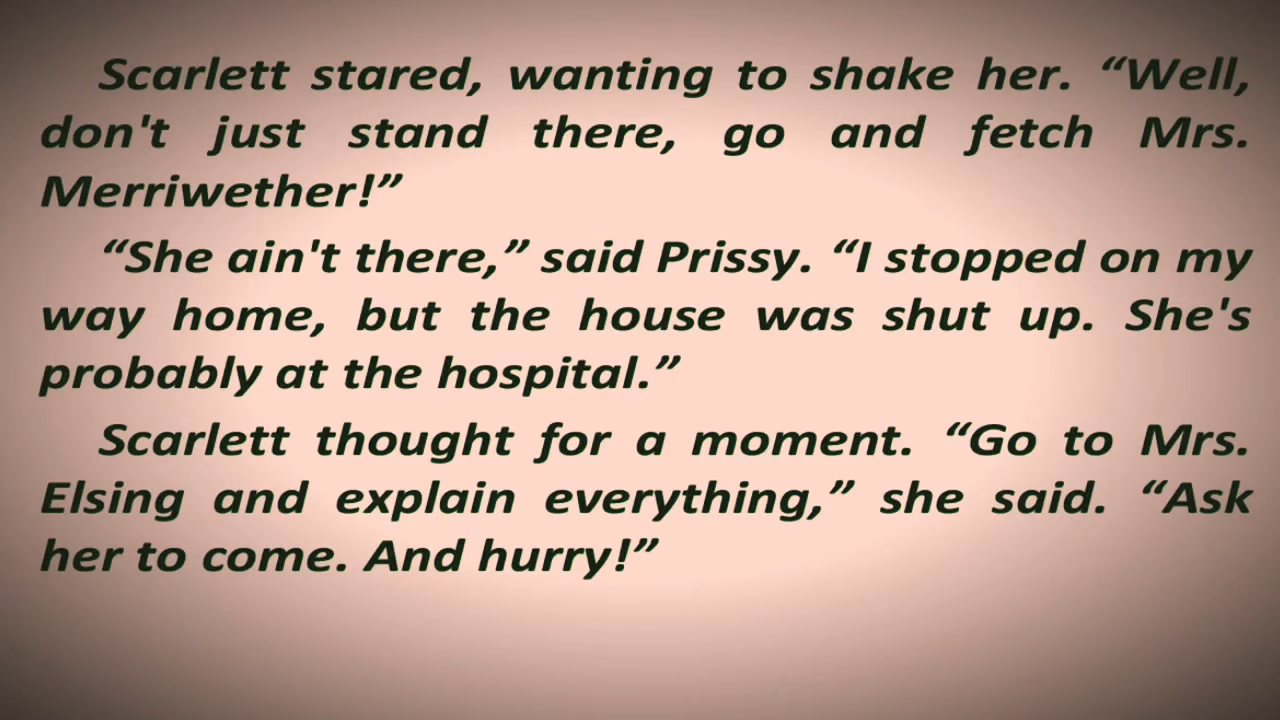 Scarlett stared, wanting to shake her. “Well,
don't just stand there, go and fetch Mrs.
Merriwether!”
“She ain't there,” said Prissy. “I stopped on my
way home, but the house was shut up. She's
probably at the hospital.”
Scarlett thought for a moment. “Go to Mrs.
Elsing and explain everything,” she said. “Ask
her to come. And hurry!”